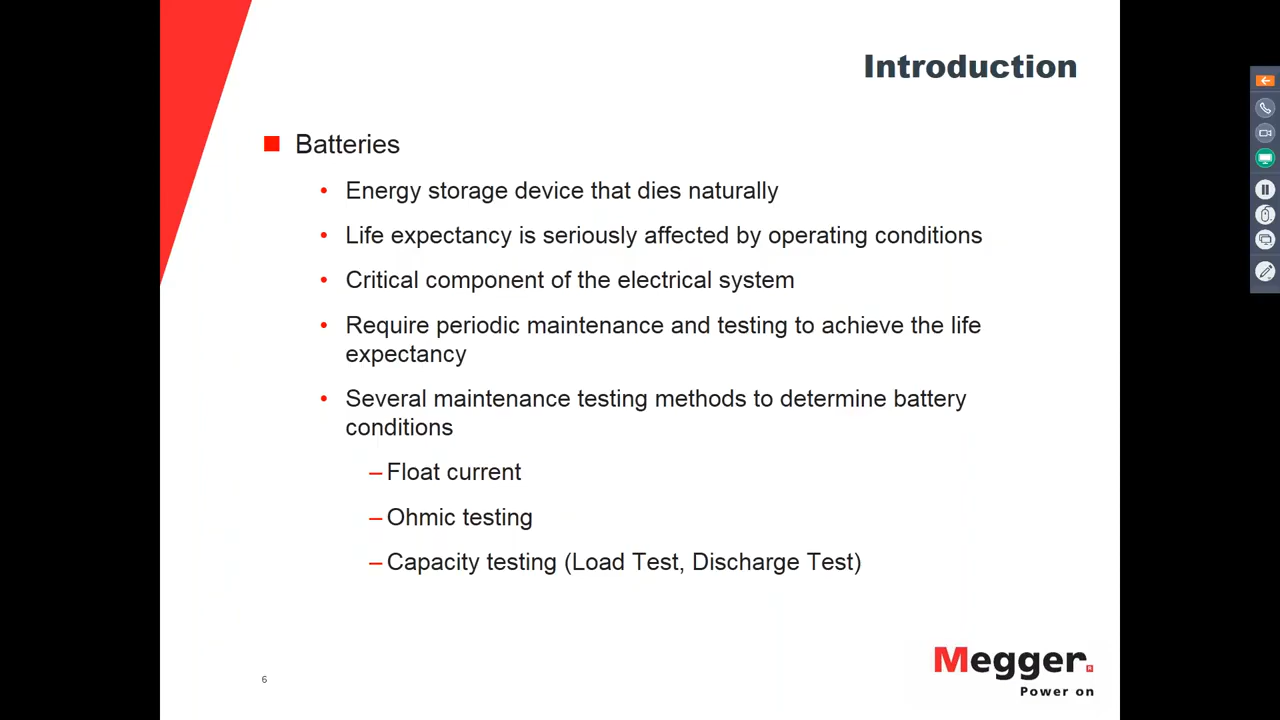 Introduction
Batteries
• Energy storage device that dies naturally
• Life expectancy is seriously affected by operating conditions
• Critical component of the electrical system
• Require periodic maintenance and testing to achieve the life
expectancy
• Several maintenance testing methods to determine battery
conditions
– Float current
– Ohmic testing
– Capacity testing (Load Test, Discharge Test)
6
Megger.
Power on